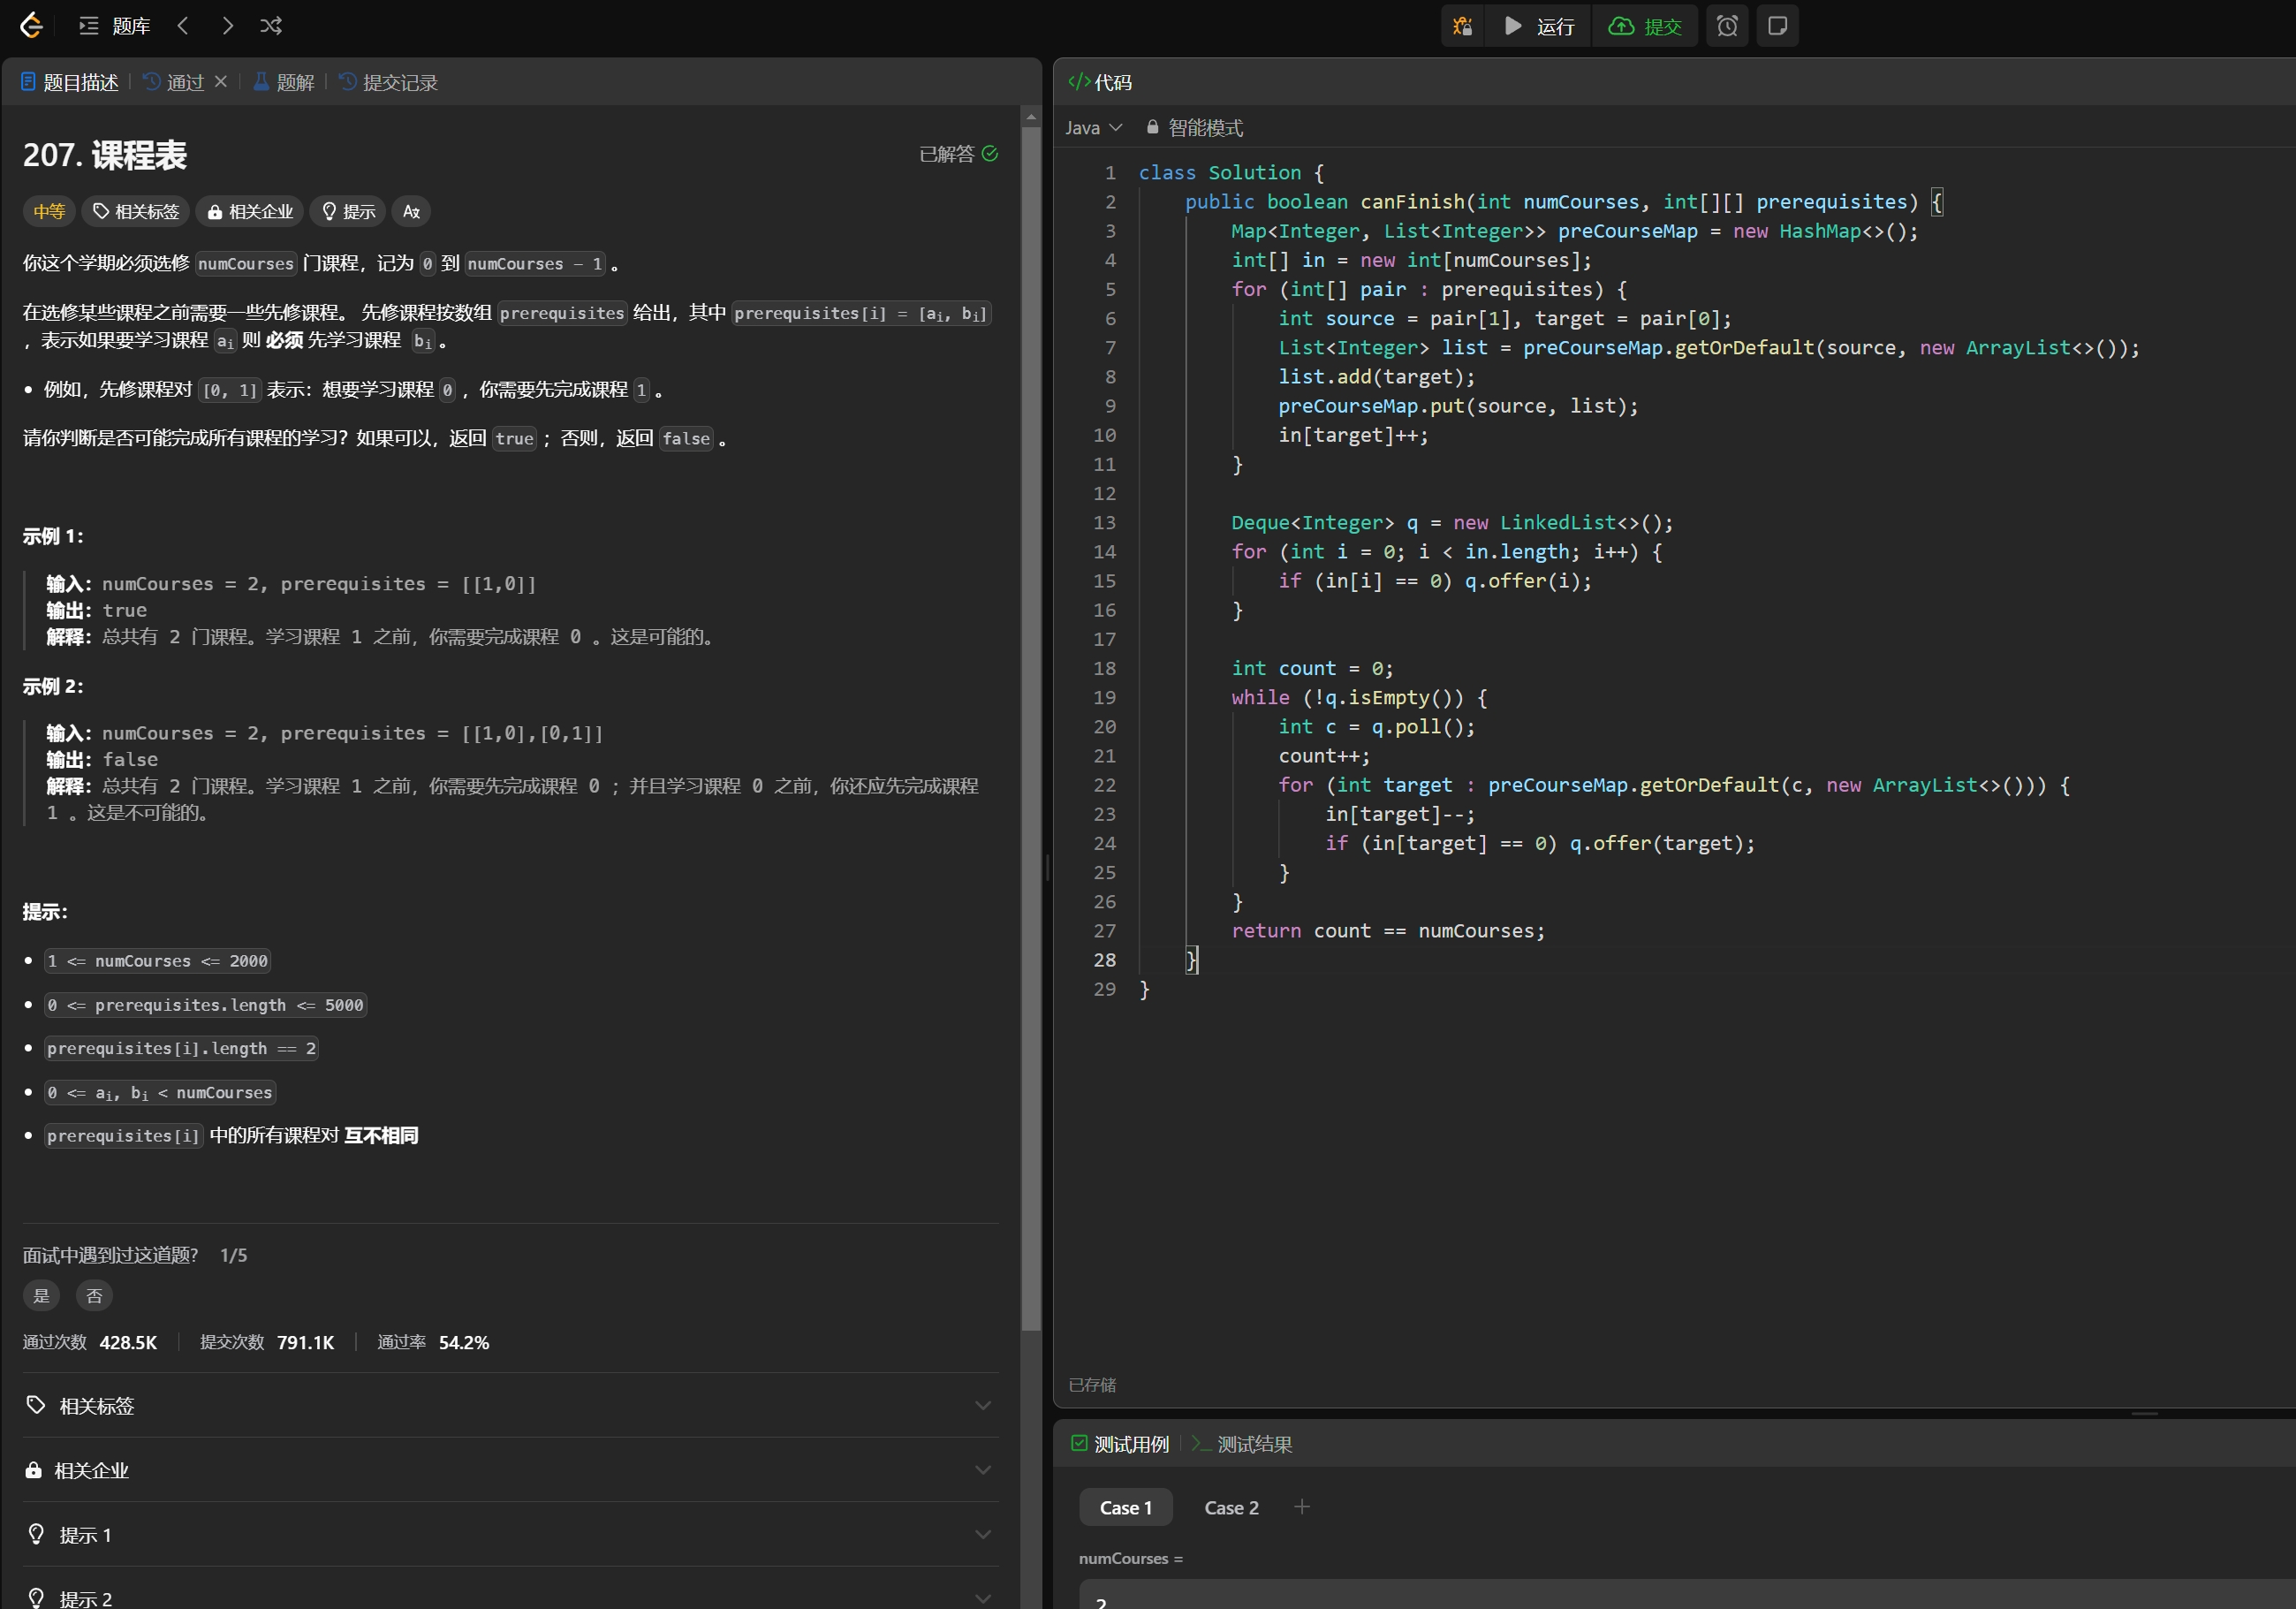 题库
运行
提交
题目描述
通过
题解
提交记录
207. 课程表
已解答
中等
相关标签
相关企业
提示
你这个学期必须选修 numCourses 门课程，记为 0 到 numCourses - 1 。
在选修某些课程之前需要一些先修课程。 先修课程按数组 prerequisites 给出，其中 prerequisites[i] = [ai, bi]
，表示如果要学习课程 ai 则 必须 先学习课程 bi 。
• 例如，先修课程对 [0, 1] 表示：想要学习课程 0 ，你需要先完成课程 1 。
请你判断是否可能完成所有课程的学习？如果可以，返回 true ；否则，返回 false 。
示例 1：
输入：numCourses = 2, prerequisites = [[1,0]]
输出：true
解释：总共有 2 门课程。学习课程 1 之前，你需要完成课程 0 。这是可能的。
示例 2：
输入：numCourses = 2, prerequisites = [[1,0],[0,1]]
输出：false
解释：总共有 2 门课程。学习课程 1 之前，你需要先完成课程 0 ；并且学习课程 0 之前，你还应先完成课程
1 。这是不可能的。
提示：
• 1 <= numCourses <= 2000
• 0 <= prerequisites.length <= 5000
• prerequisites[i].length == 2
• 0 <= ai, bi < numCourses
• prerequisites[i] 中的所有课程对 互不相同
面试中遇到过这道题? 1/5
是
否
通过次数 428.5K
提交次数 791.1K
通过率 54.2%
相关标签
相关企业
提示 1
提示 2
</> 代码
Java
智能模式
1 class Solution {
2     public boolean canFinish(int numCourses, int[][] prerequisites) {
3         Map<Integer, List<Integer>> preCourseMap = new HashMap<>();
4         int[] in = new int[numCourses];
5         for (int[] pair : prerequisites) {
6             int source = pair[1], target = pair[0];
7             List<Integer> list = preCourseMap.getOrDefault(source, new ArrayList<>());
8             list.add(target);
9             preCourseMap.put(source, list);
10             in[target]++;
11         }
12
13         Deque<Integer> q = new LinkedList<>();
14         for (int i = 0; i < in.length; i++) {
15             if (in[i] == 0) q.offer(i);
16         }
17
18         int count = 0;
19         while (!q.isEmpty()) {
20             int c = q.poll();
21             count++;
22             for (int target : preCourseMap.getOrDefault(c, new ArrayList<>())) {
23                 in[target]--;
24                 if (in[target] == 0) q.offer(target);
25             }
26         }
27         return count == numCourses;
28     }
29 }
已存储
测试用例
测试结果
Case 1
Case 2
numCourses =
2